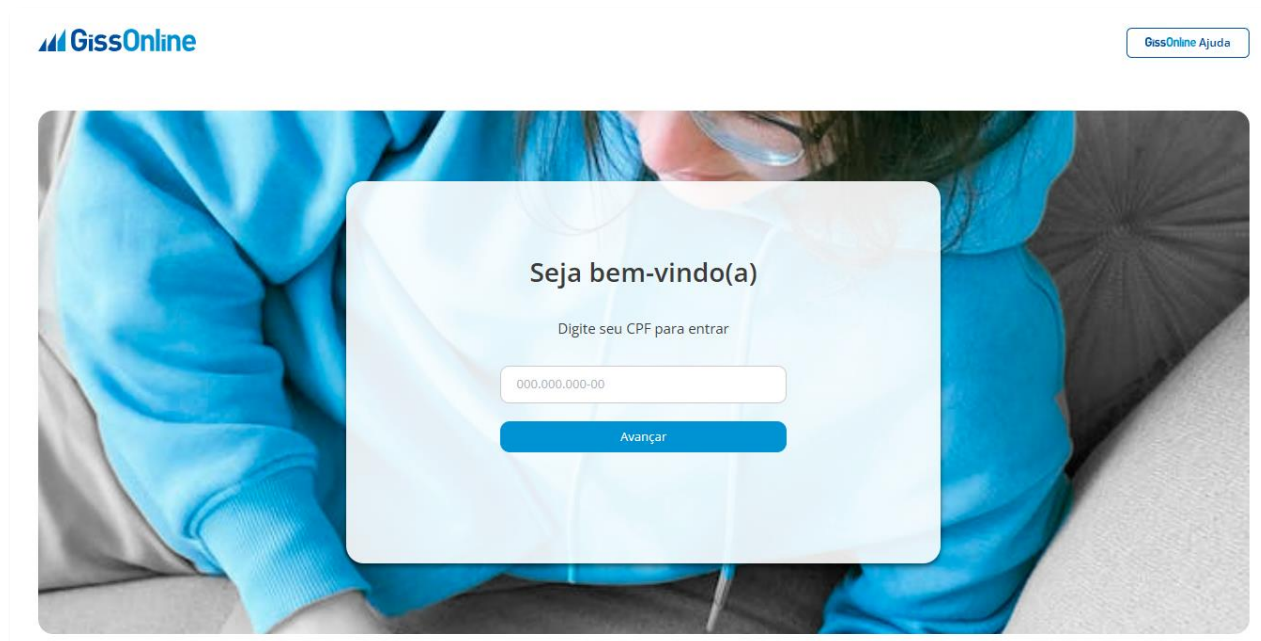 GissOnline
GissOnline Ajuda
Seja bem-vindo(a)
Digite seu CPF para entrar
000.000.000-00
Avançar